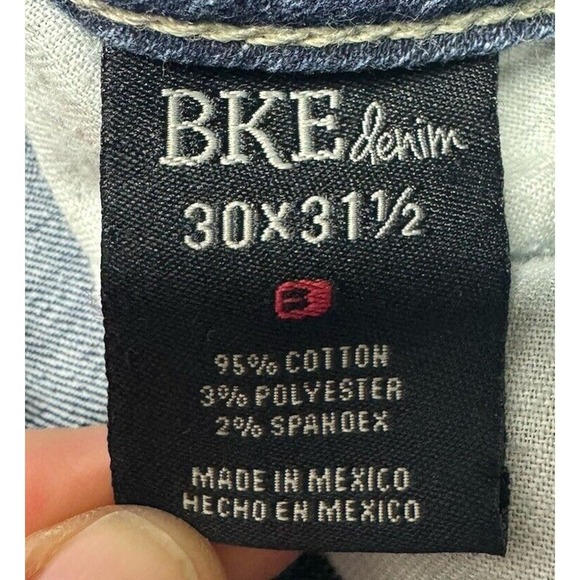 BKE denim
30X31½
B
95% COTTON
3% POLYESTER
2% SPANDEX
MADE IN MEXICO
HECHO EN MEXICO